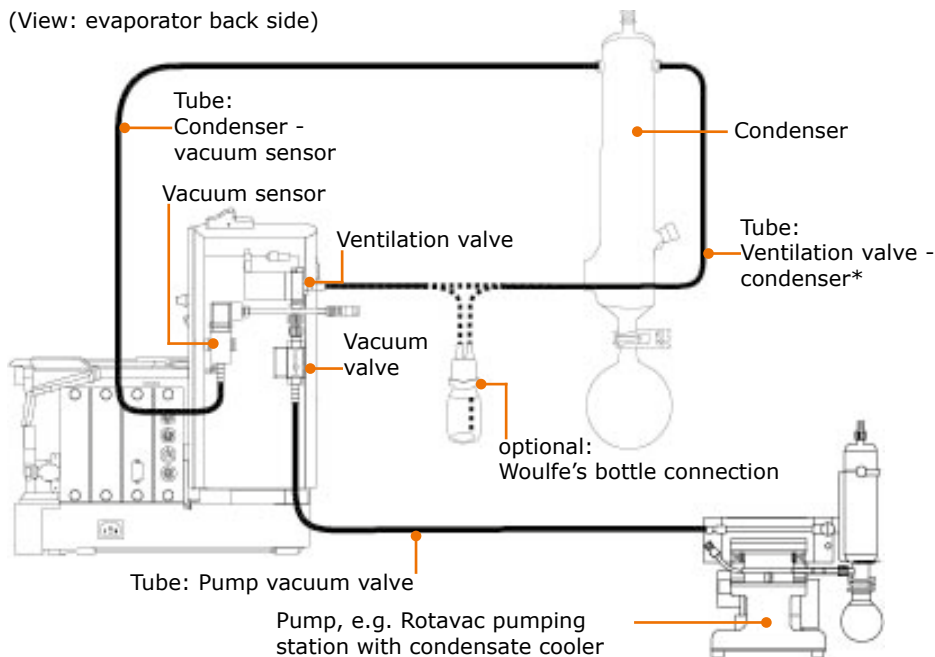 (View: evaporator back side)
Tube:
Condenser -
vacuum sensor
Condenser
Vacuum sensor
Ventilation valve
Tube:
Ventilation valve -
condenser*
Vacuum
valve
optional:
Woulfe's bottle connection
Tube: Pump vacuum valve
Pump, e.g. Rotavac pumping
station with condensate cooler